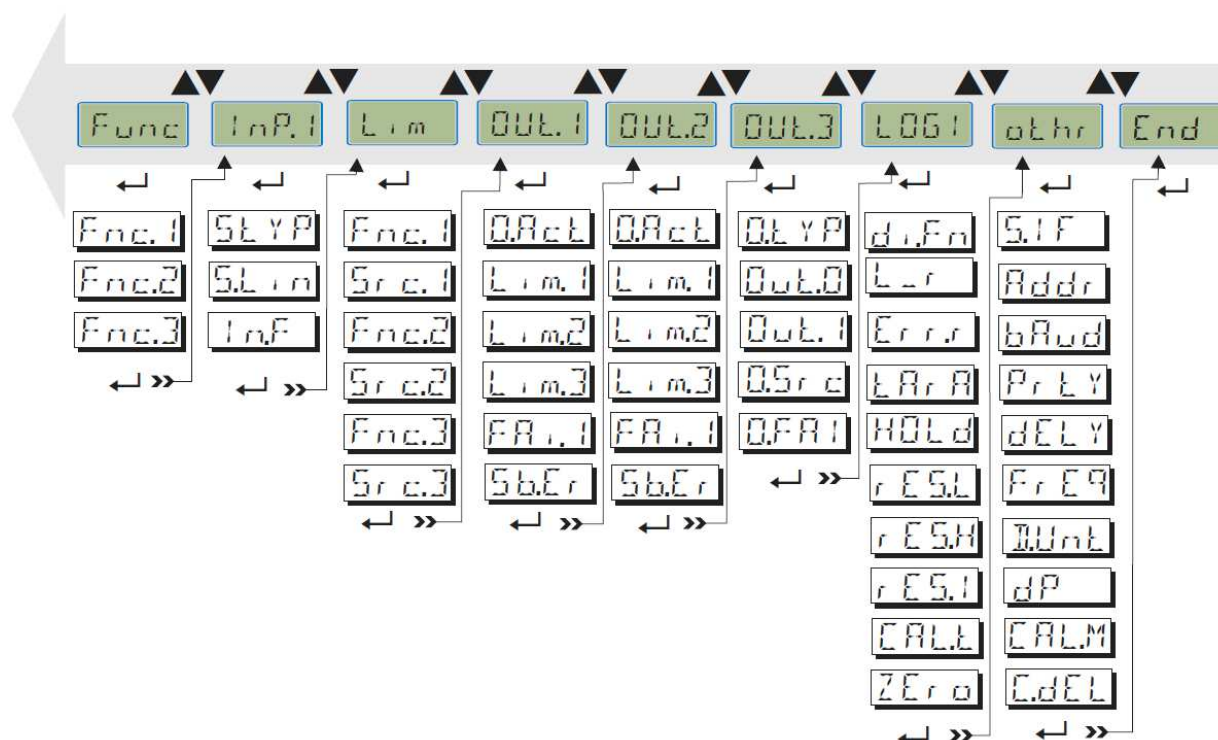 Func InP.1 Lim OUt.1 OUt.2 OUt.3 LOGI othr End
Fnc.1
Fnc.2
Fnc.3
StYP
S.Lin
In.F
Fnc.1
Src.1
Fnc.2
Src.2
Fnc.3
Src.3
O.Act
Lim.1
Lim.2
Lim.3
FAi.1
Sb.Er
O.Act
Lim.1
Lim.2
Lim.3
FAi.1
Sb.Er
O.tYP
Out.0
Out.1
O.Src
O.FAI
di.Fn
L_r
Err.r
tArA
HOLd
rES.L
rES.H
rES.I
CAL.t
ZEro
S.IF
Addr
bAud
PrtY
dELY
FrEq
D.Unt
dP
CAL.M
C.dEL